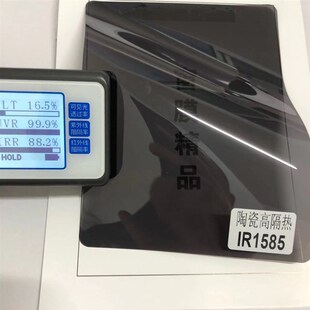 LT 16.5%
可见光
透过率
UVR 99.9%
紫外线
阻隔率
IRR 88.2%
红外线
阻隔率
HOLD
膜
精
品
陶瓷高隔热
IR1585